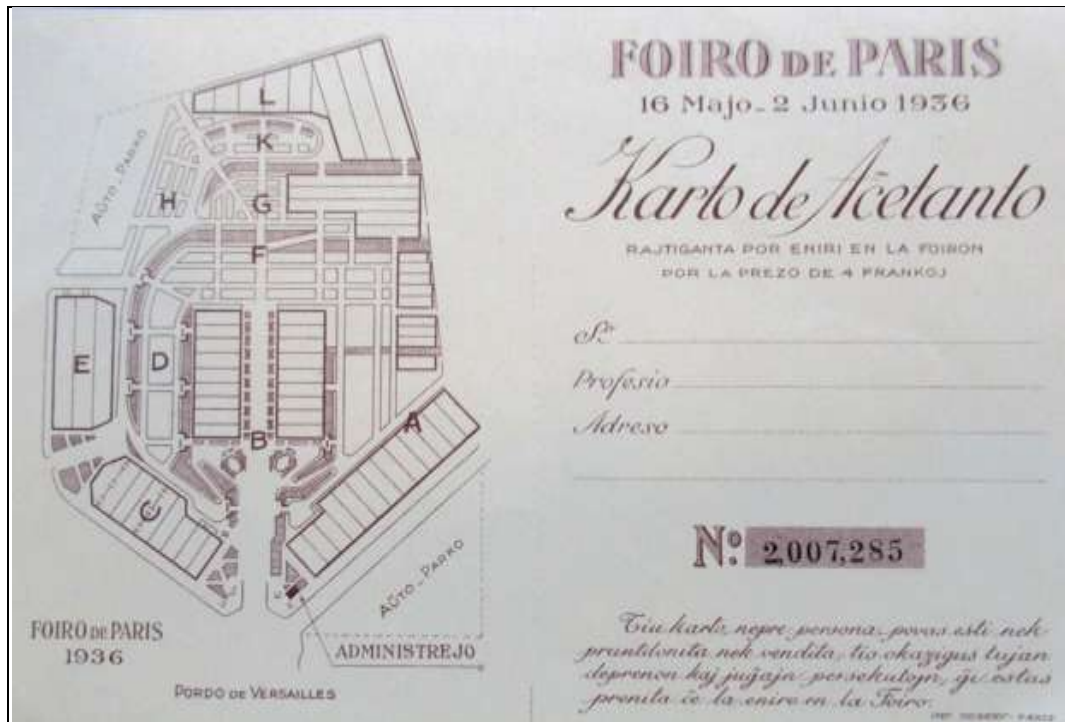 L
K
H
G
F
E
D
B
A
C
AŬTO-PARKO
AŬTO-PARKO
ADMINISTREJO
FOIRO DE PARIS
1936
PORDO DE VERSAILLES
FOIRO DE PARIS
16 Majo - 2 Junio 1936
Karto de Aĉetanto
RAJTIGANTA POR ENIRI EN LA FOIRON
POR LA PREZO DE 4 FRANKOJ
Sro
Profesio
Adreso
No: 2,007,285
Tiu karto, nepre persona, povas esti nek
pruntdonita nek vendita, tio okazigus tujan
deprenon kaj juĝajn persekutojn, ĝi estas
prenita ĉe la eniro en la Foiro.